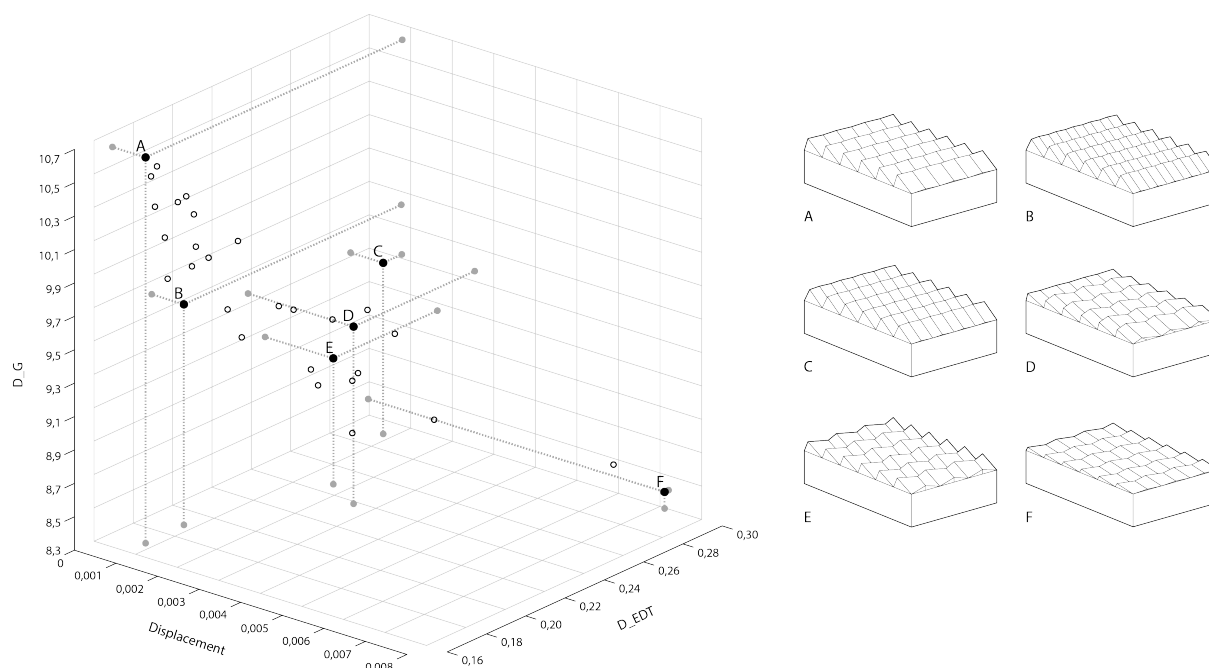 10,7
10,5
10,3
10,1
9,9
9,7
9,5
9,3
9,1
8,9
8,7
8,5
8,3
D_G
0
0,001
0,002
0,003
0,004
0,005
0,006
0,007
0,008
Displacement
0,16
0,18
0,20
0,22
0,24
0,26
0,28
0,30
D_EDT
A
B
C
D
E
F
A
B
C
D
E
F